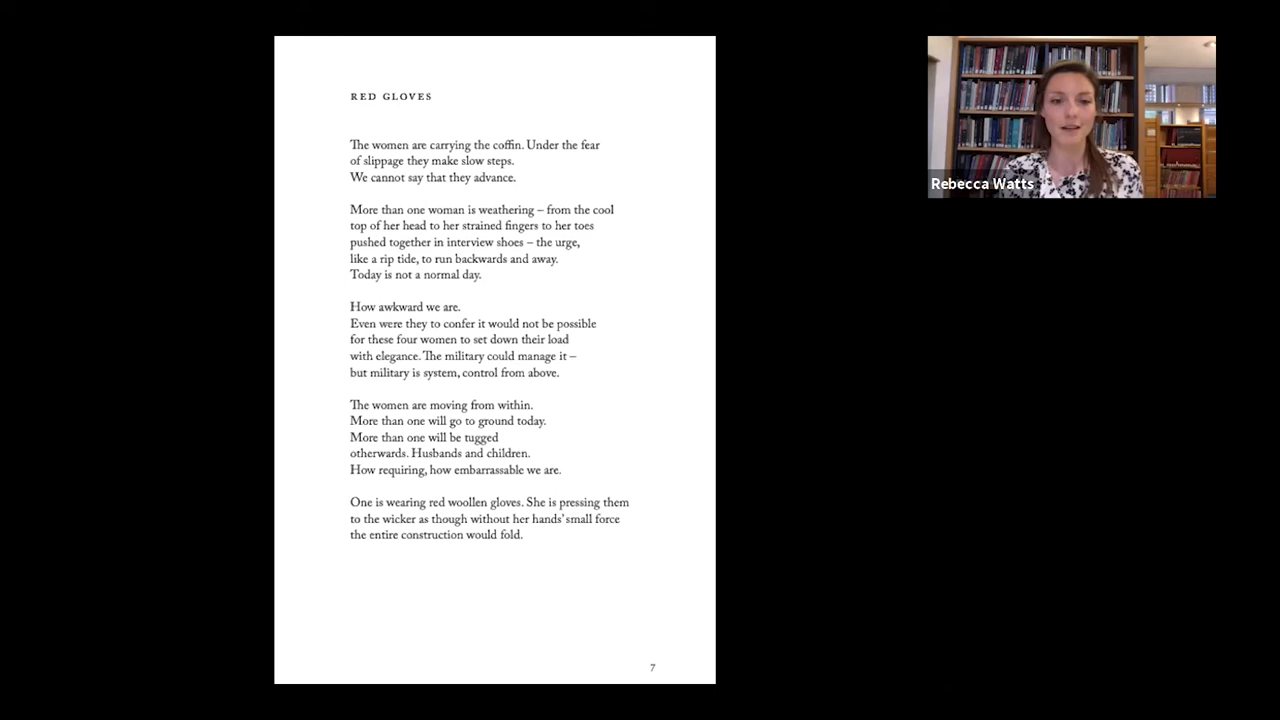 RED GLOVES
The women are carrying the coffin. Under the fear
of slippage they make slow steps.
We cannot say that they advance.
More than one woman is weathering – from the cool
top of her head to her strained fingers to her toes
pushed together in interview shoes – the urge,
like a rip tide, to run backwards and away.
Today is not a normal day.
How awkward we are.
Even were they to confer it would not be possible
for these four women to set down their load
with elegance. The military could manage it –
but military is system, control from above.
The women are moving from within.
More than one will go to ground today.
More than one will be tugged
otherwards. Husbands and children.
How requiring, how embarrassable we are.
One is wearing red woollen gloves. She is pressing them
to the wicker as though without her hands' small force
the entire construction would fold.
7
Rebecca Watts